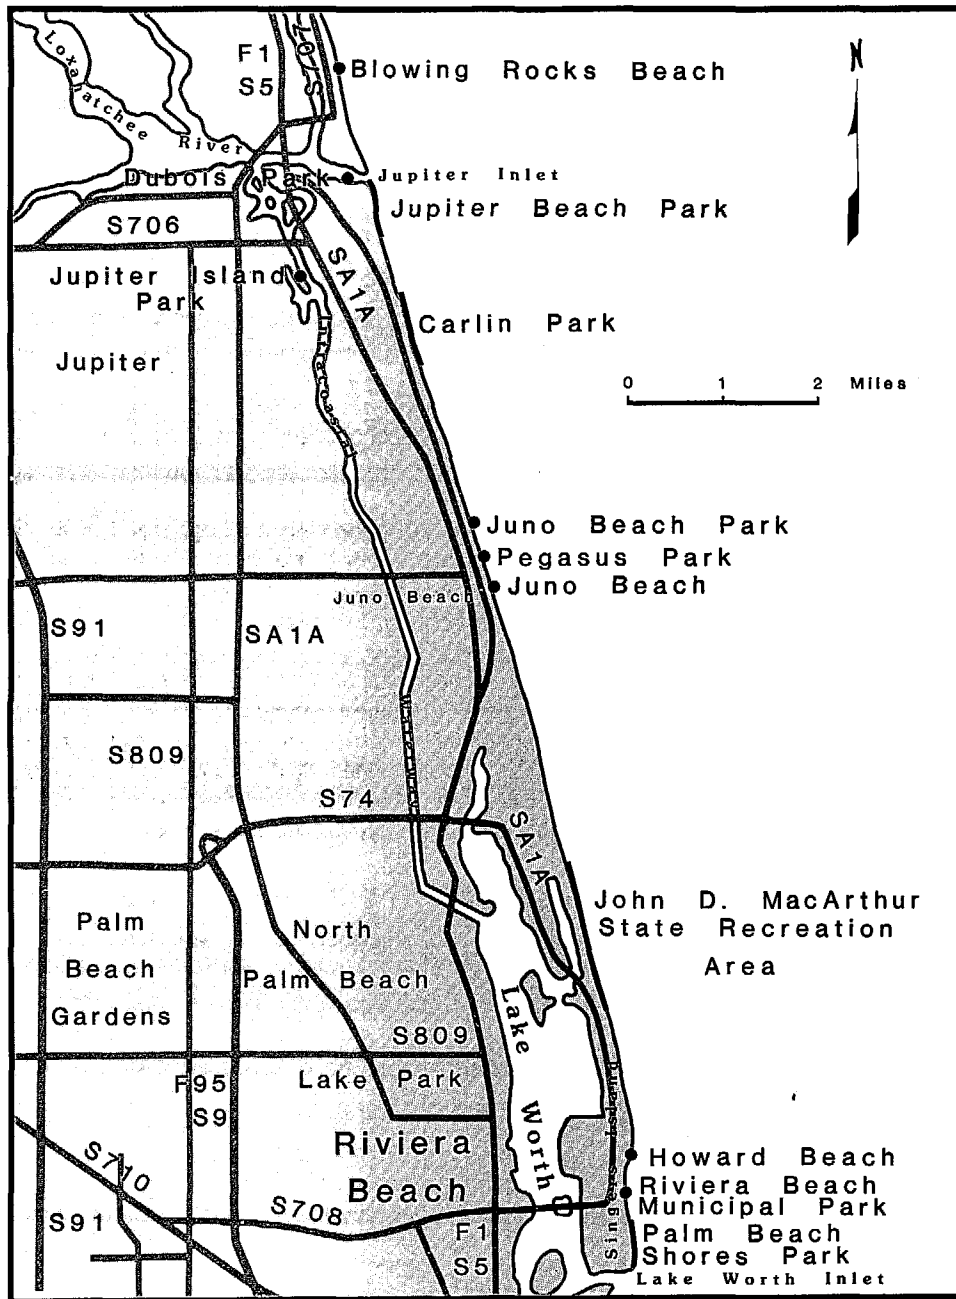 F1
S5
S707
Blowing Rocks Beach
N
Loxahatchee River
Dubois Park
Jupiter Inlet
Jupiter Beach Park
S706
SA1A
Jupiter Island
Park
Carlin Park
Jupiter
Intracoastal
0 1 2 Miles
Juno Beach Park
Pegasus Park
Juno Beach
Juno Beach
S91
SA1A
Waterway
S809
S74
SA1A
John D. MacArthur
State Recreation
Area
Palm
Beach
Gardens
North
Palm Beach
Lake Worth
S809
F95
S9
Lake Park
Singers Island
Riviera
Beach
Howard Beach
Riviera Beach
Municipal Park
S710
S708
S91
F1
S5
Palm Beach
Shores Park
Lake Worth Inlet